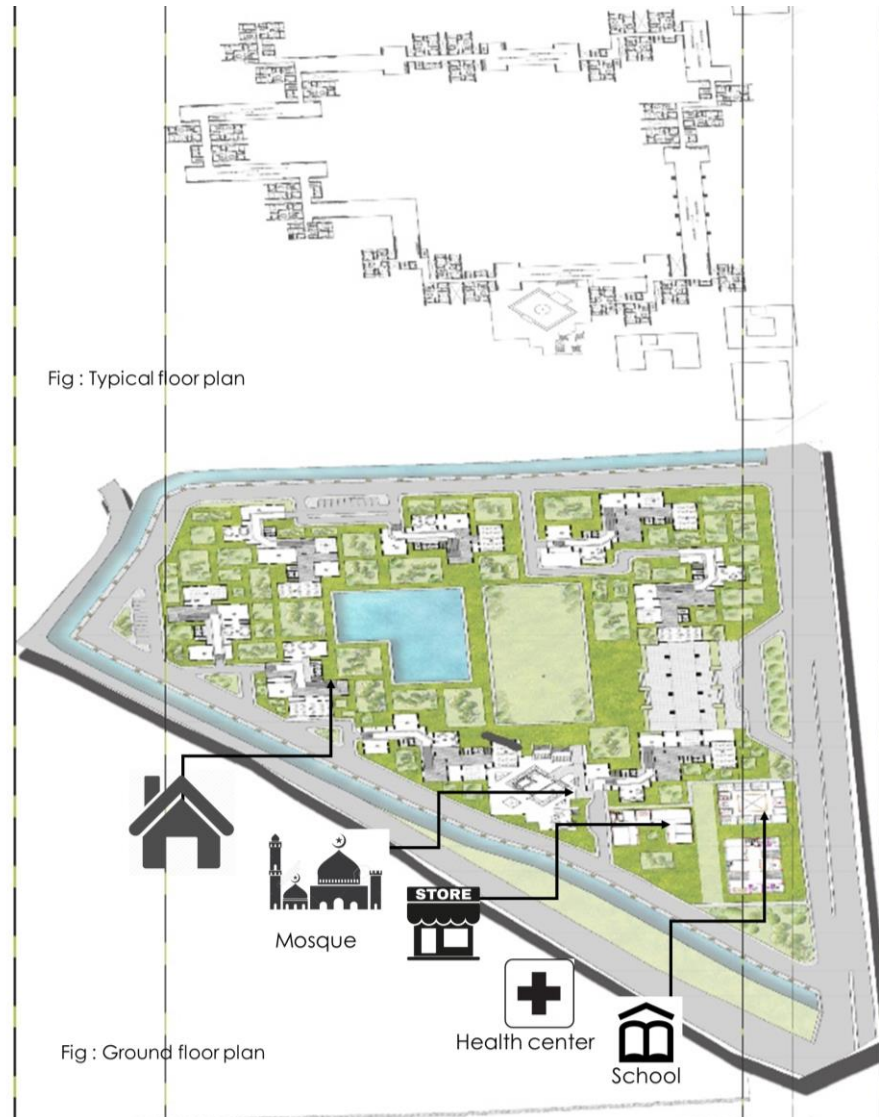 Fig : Typical floor plan
Mosque
STORE
Health center
School
Fig : Ground floor plan